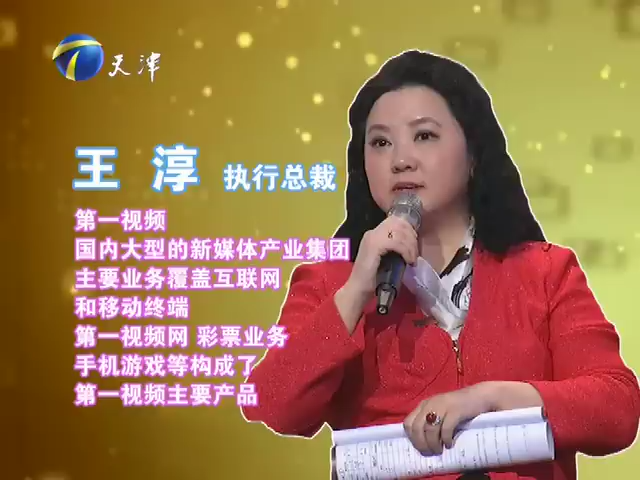 天津
王 淳 执行总裁
第一视频
国内大型的新媒体产业集团
主要业务覆盖互联网
和移动终端
第一视频网 彩票业务
手机游戏等构成了
第一视频主要产品